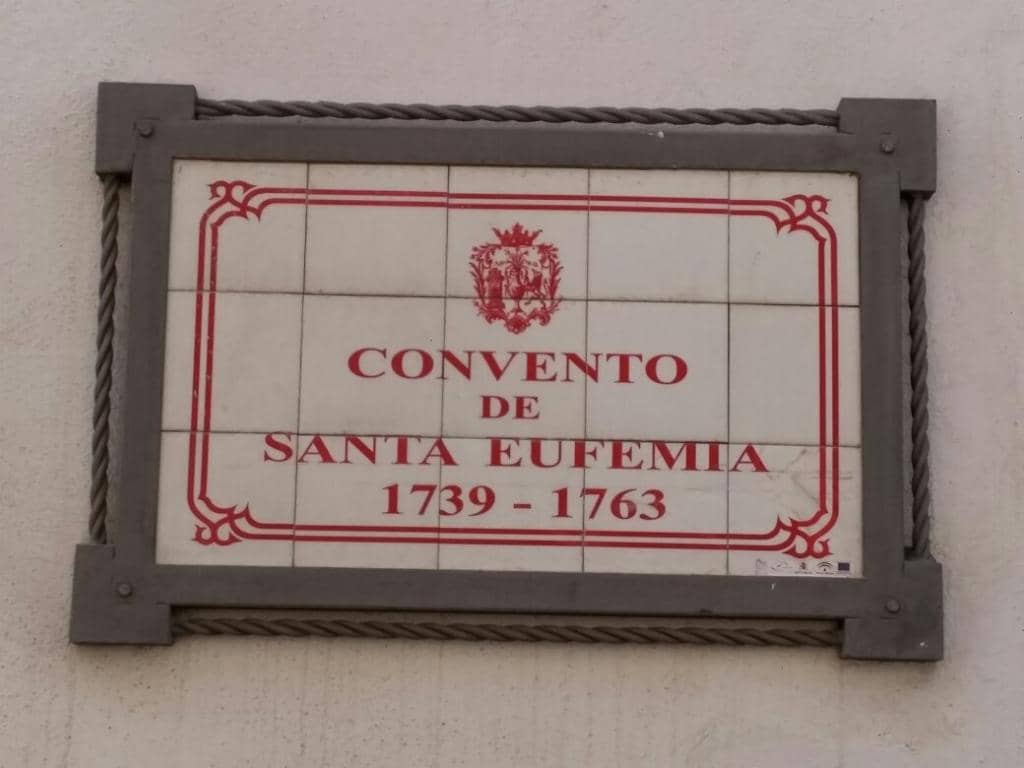 CONVENTO
DE
SANTA EUFEMIA
1739 - 1763